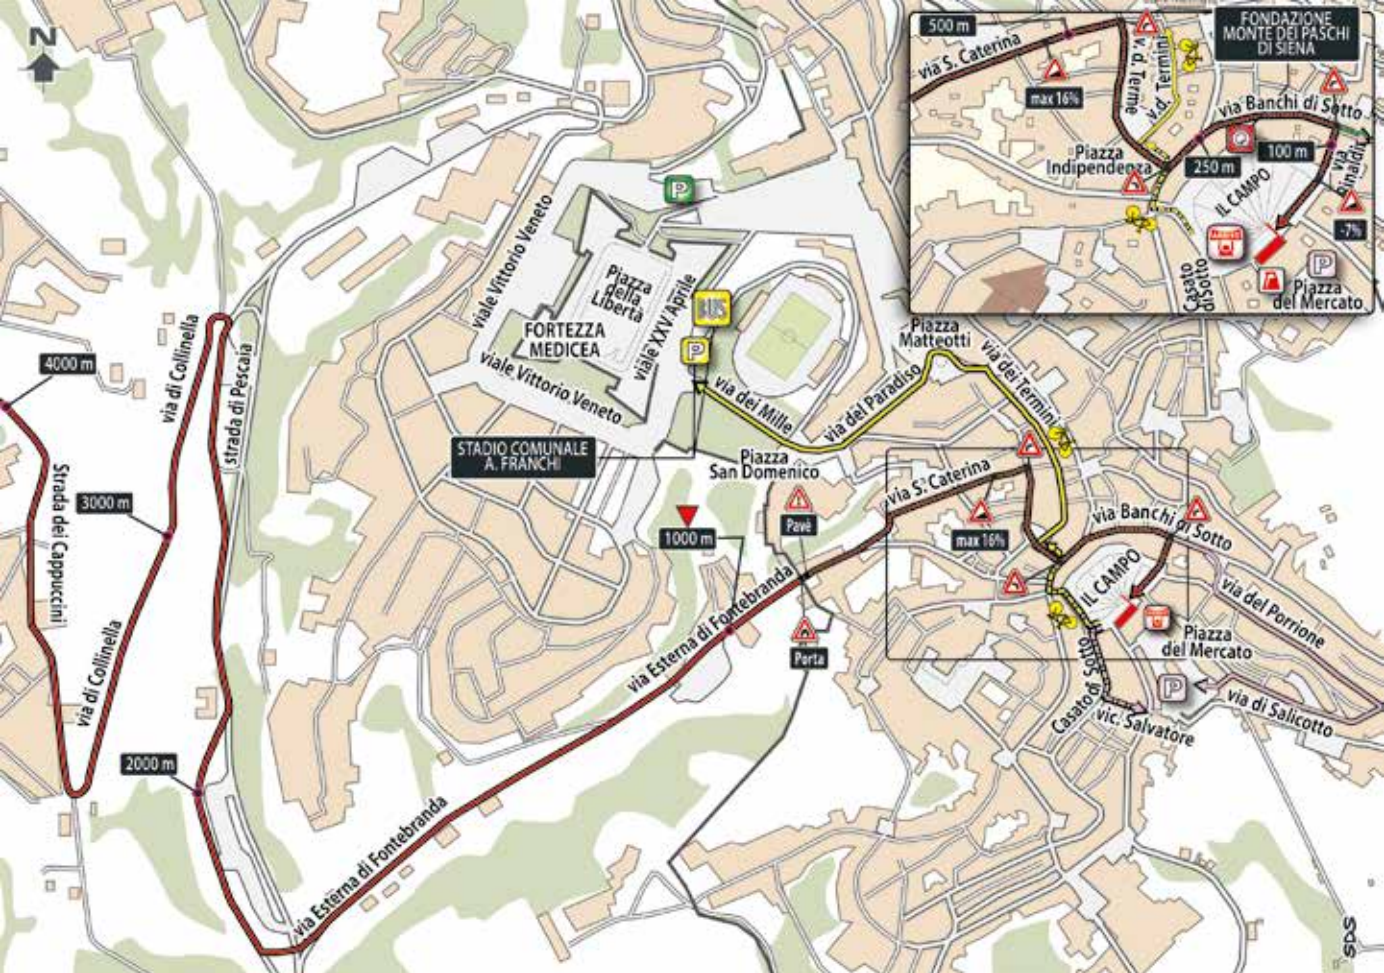 N
500 m
via S. Caterina
max 16%
v.d. Terme
v.d. Termini
FONDAZIONE
MONTE DEI PASCHI
DI SIENA
via Banchi di Sotto
Piazza
Indipendenza
250 m
100 m
via
Rinaldi
IL CAMPO
-7%
P
Casato
di Sotto
Piazza
del Mercato
viale Vittorio Veneto
P
Piazza
della
Libertà
FORTEZZA
MEDICEA
viale XXV Aprile
BUS
P
viale Vittorio Veneto
via dei Mille
via del Paradiso
Piazza
Matteotti
via dei Termini
4000 m
via di Collinella
strada di Pescaia
STADIO COMUNALE
A. FRANCHI
Piazza
San Domenico
3000 m
Strada dei Cappuccini
1000 m
Pavé
via S. Caterina
max 16%
via Banchi di Sotto
IL CAMPO
via di Collinella
via Esterna di Fontebranda
Porta
Piazza
del Mercato
via del Porrione
P
via di Salicotto
Casato di Sotto
vic. Salvatore
2000 m
via Esterna di Fontebranda
SDS